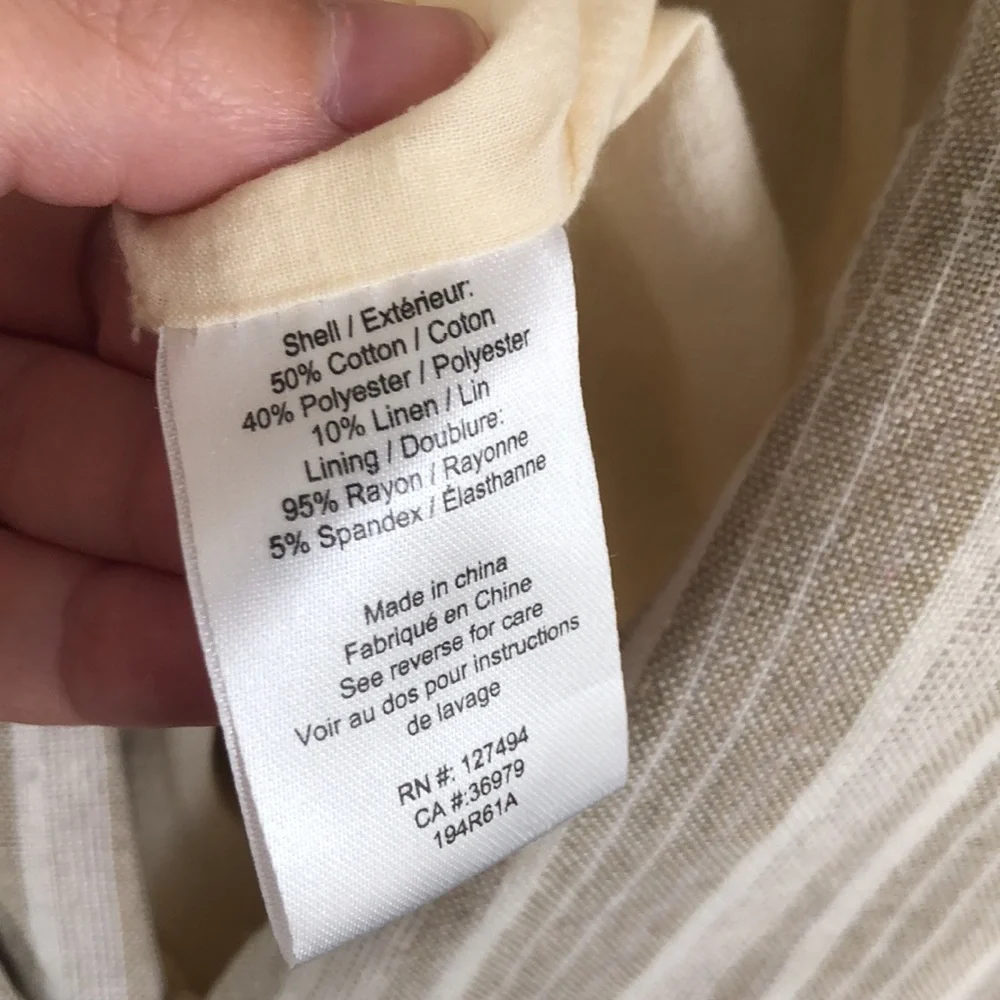 Shell / Extérieur:
50% Cotton / Coton
40% Polyester / Polyester
10% Linen / Lin
Lining / Doublure:
95% Rayon / Rayonne
5% Spandex / Élasthanne
Made in china
Fabriqué en Chine
See reverse for care
Voir au dos pour instructions
de lavage
RN #: 127494
CA #:36979
194R61A